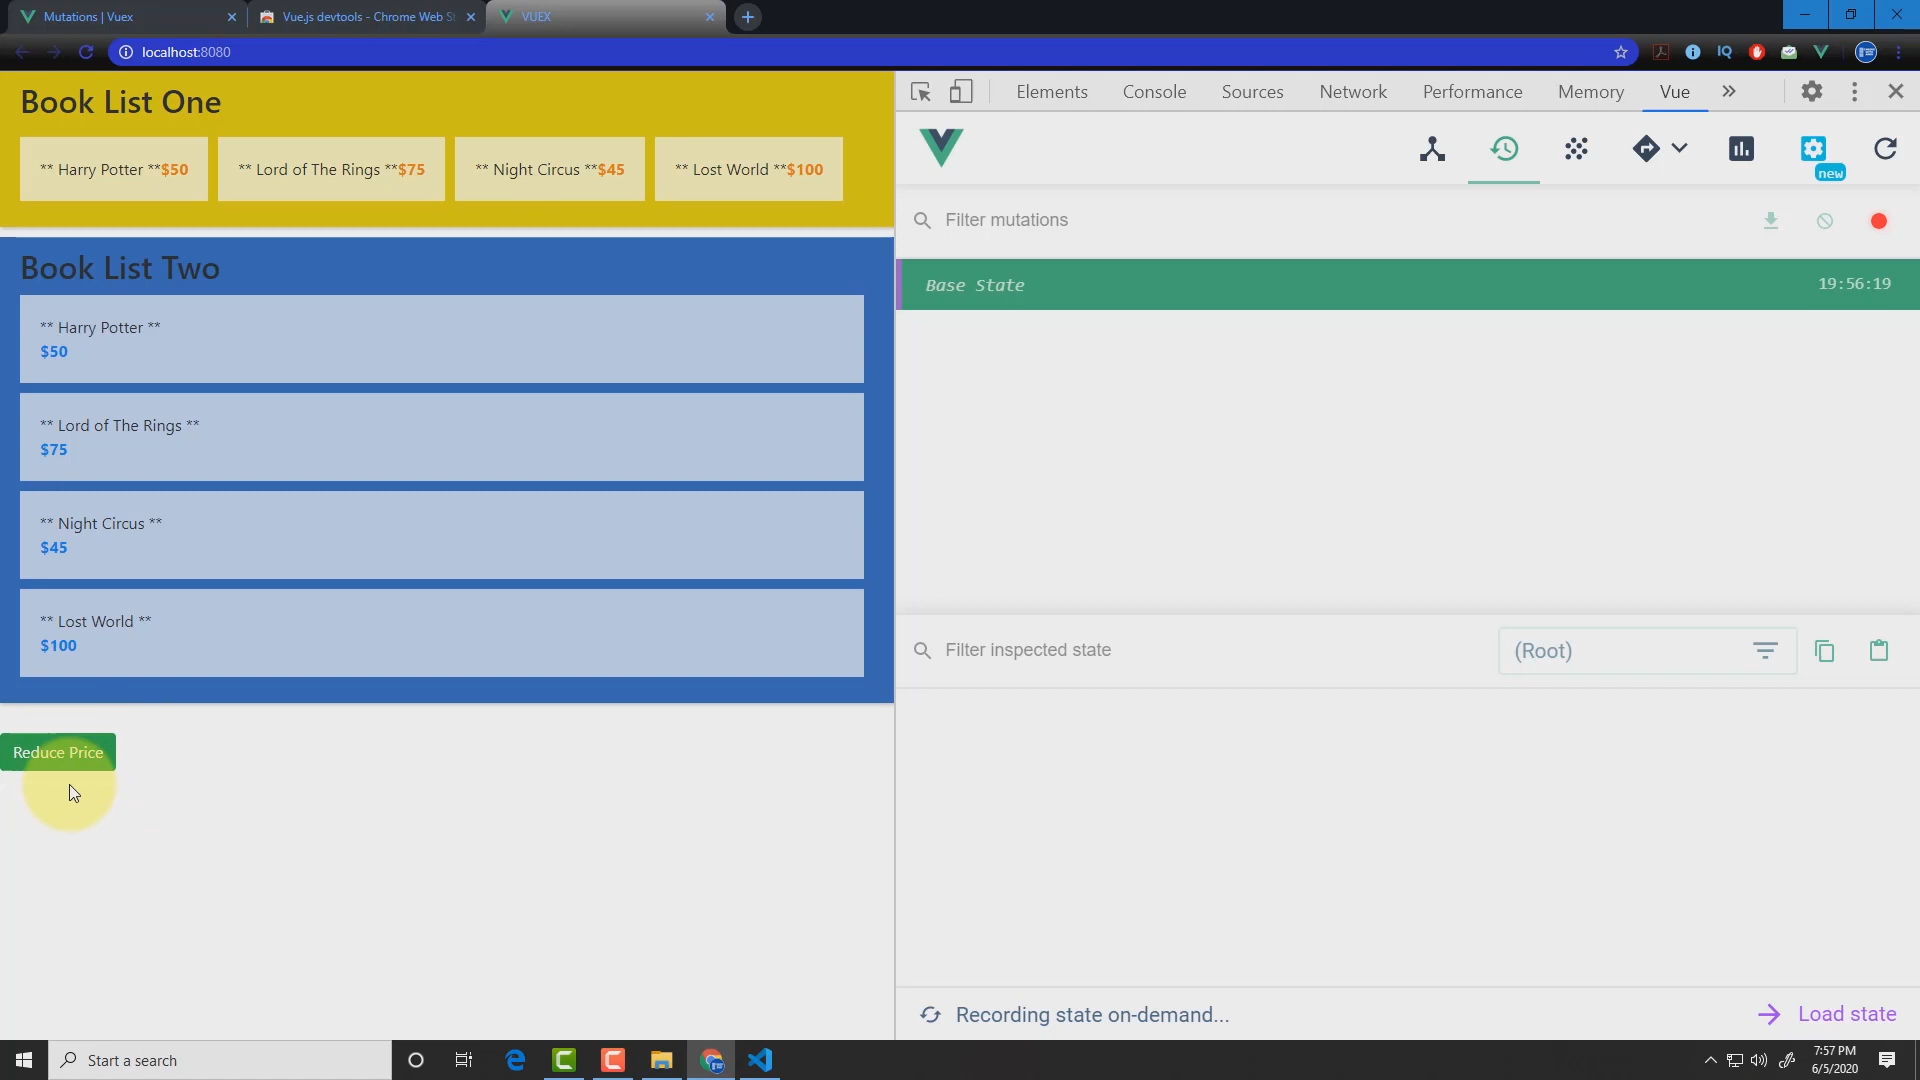 Mutations | Vuex
Vue.js devtools - Chrome Web St
VUEX
localhost:8080
IQ
Book List One
** Harry Potter **$50
** Lord of The Rings **$75
** Night Circus **$45
** Lost World **$100
Book List Two
** Harry Potter **
$50
** Lord of The Rings **
$75
** Night Circus **
$45
** Lost World **
$100
Reduce Price
Elements
Console
Sources
Network
Performance
Memory
Vue
new
Filter mutations
Base State
19:56:19
Filter inspected state
(Root)
Recording state on-demand...
Load state
Start a search
7:57 PM
6/5/2020